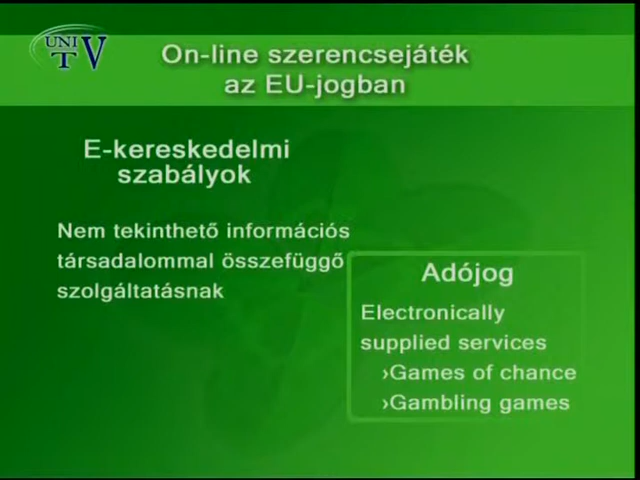 UNI
TV
On-line szerencsejáték
az EU-jogban
E-kereskedelmi
szabályok
Nem tekinthető információs
társadalommal összefüggő
szolgáltatásnak
Adójog
Electronically
supplied services
›Games of chance
›Gambling games